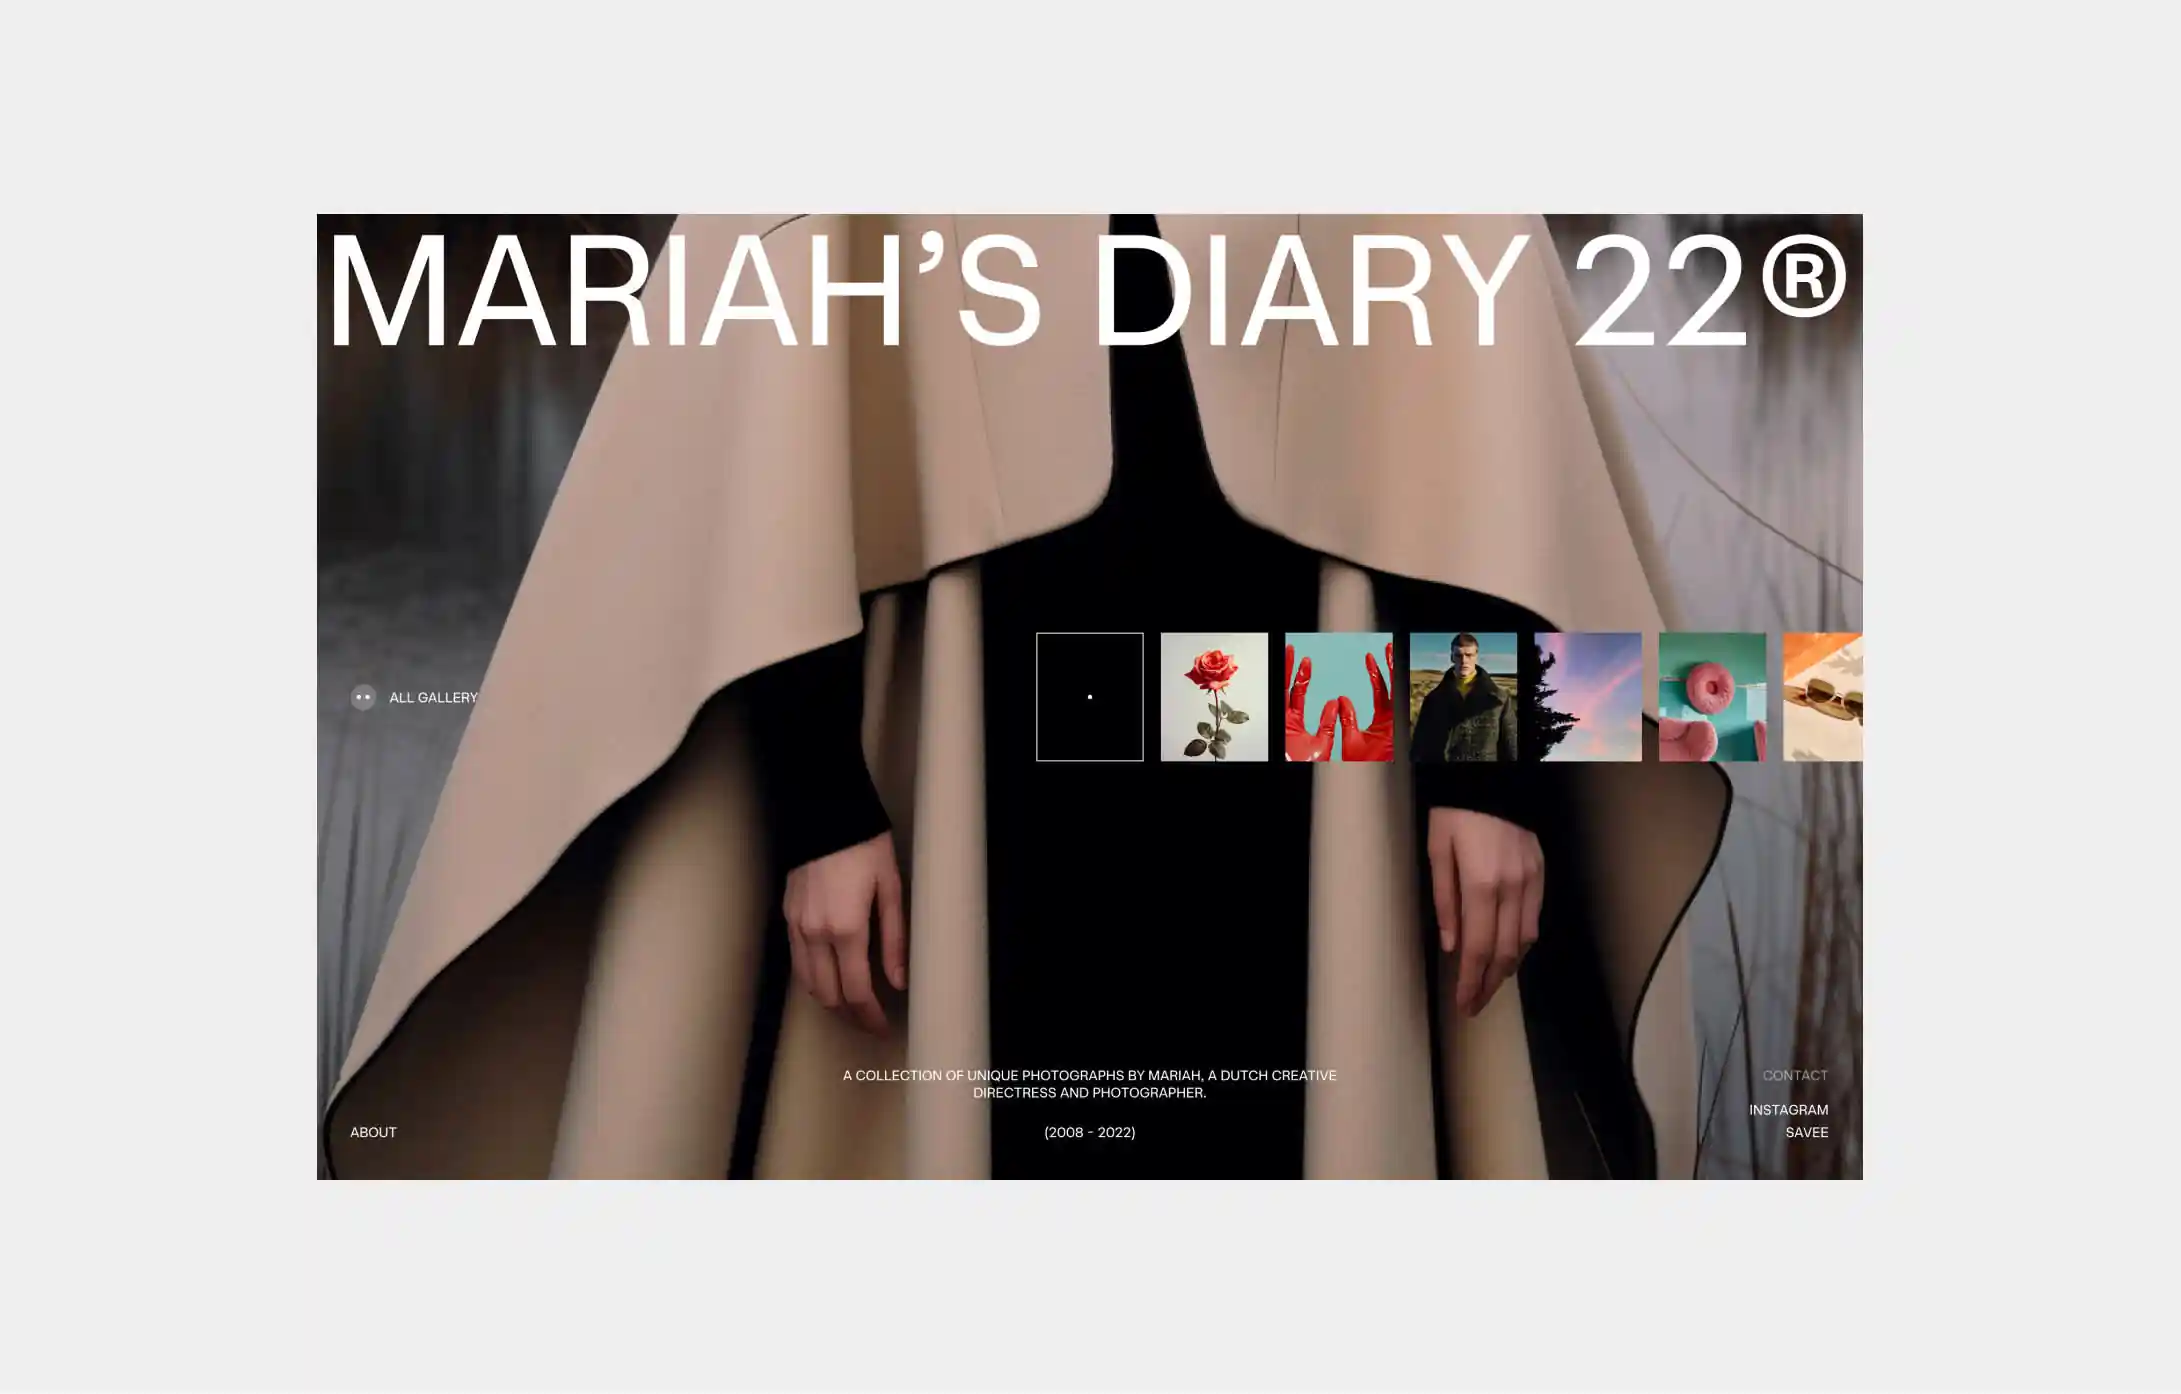 MARIAH’S DIARY 22®
ALL GALLERY
A COLLECTION OF UNIQUE PHOTOGRAPHS BY MARIAH, A DUTCH CREATIVE
DIRECTRESS AND PHOTOGRAPHER.
(2008 - 2022)
ABOUT
CONTACT
INSTAGRAM
SAVEE